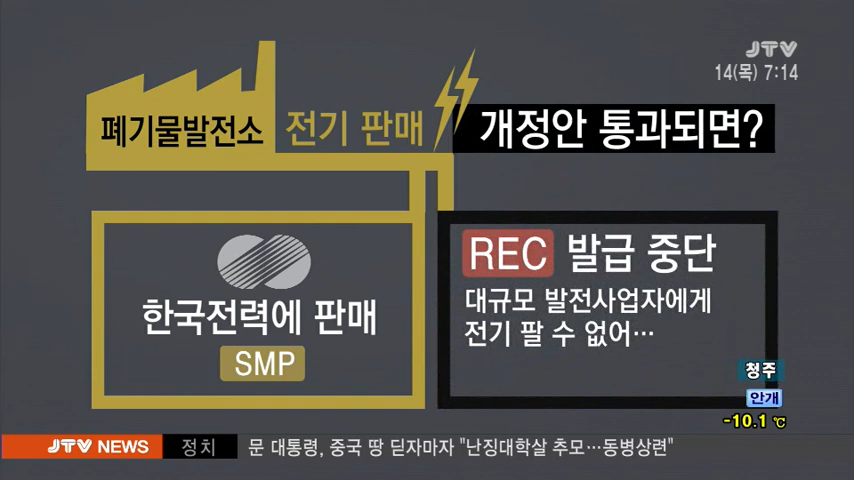 JTV
14(목) 7:14
폐기물발전소 전기 판매
개정안 통과되면?
한국전력에 판매
SMP
REC 발급 중단
대규모 발전사업자에게
전기 팔 수 없어…
청주
안개
-10.1 ℃
JTV NEWS 정치 문 대통령, 중국 땅 딛자마자 "난징대학살 추모…동병상련"